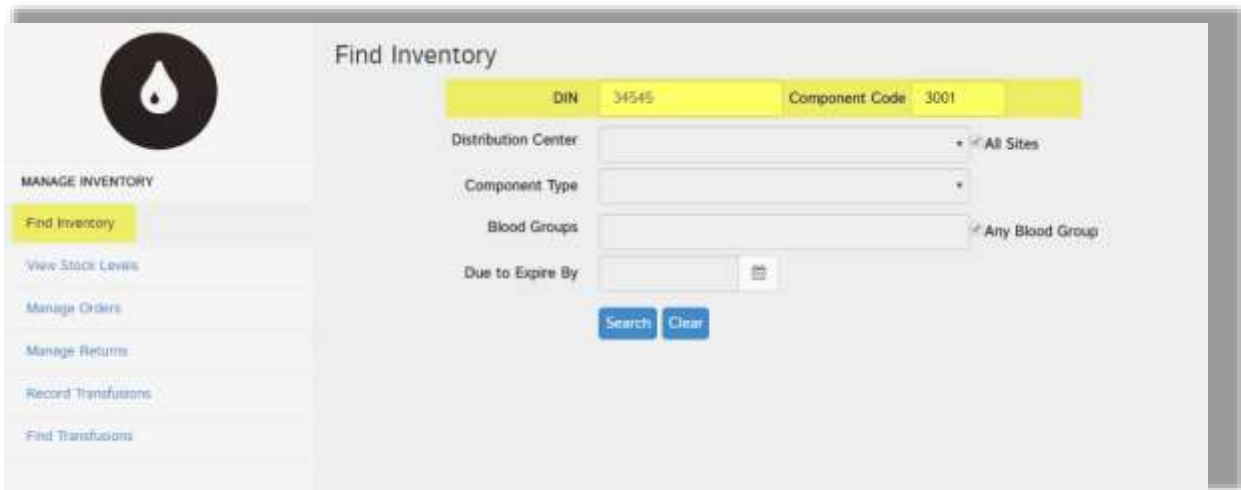 Find Inventory
DIN 34545 Component Code 3001
Distribution Center All Sites
Component Type
Blood Groups Any Blood Group
Due to Expire By
Search Clear
MANAGE INVENTORY
Find Inventory
View Stock Levels
Manage Orders
Manage Returns
Record Transfusions
Find Transfusions